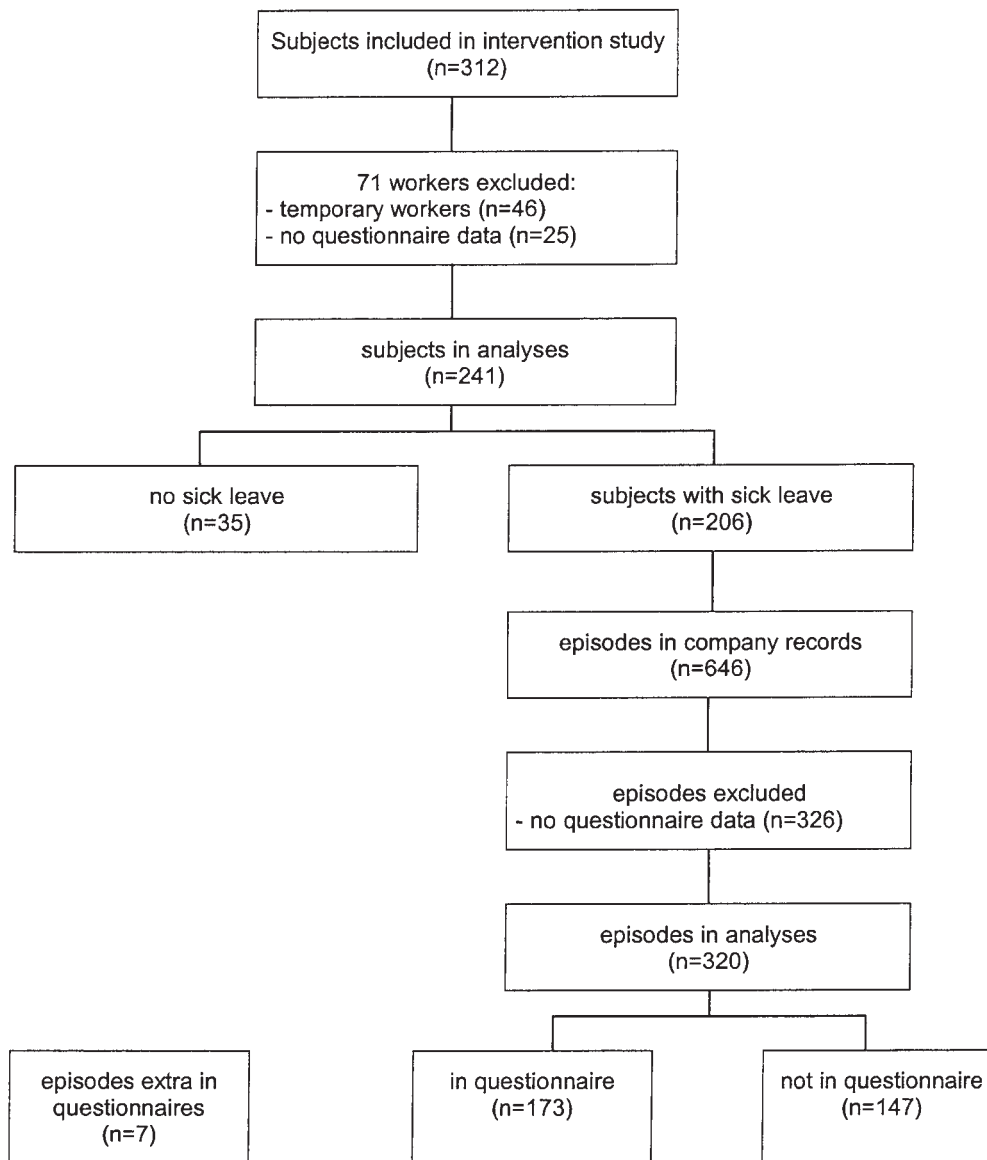 Subjects included in intervention study
(n=312)
71 workers excluded:
- temporary workers (n=46)
- no questionnaire data (n=25)
subjects in analyses
(n=241)
no sick leave
(n=35)
subjects with sick leave
(n=206)
episodes in company records
(n=646)
episodes excluded
- no questionnaire data (n=326)
episodes in analyses
(n=320)
episodes extra in
questionnaires
(n=7)
in questionnaire
(n=173)
not in questionnaire
(n=147)